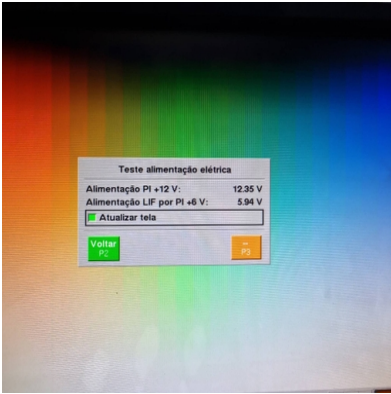 Teste alimentação elétrica
Alimentação PI +12 V: 12.35 V
Alimentação LIF por PI +6 V: 5.94 V
Atualizar tela
Voltar
P2
P3